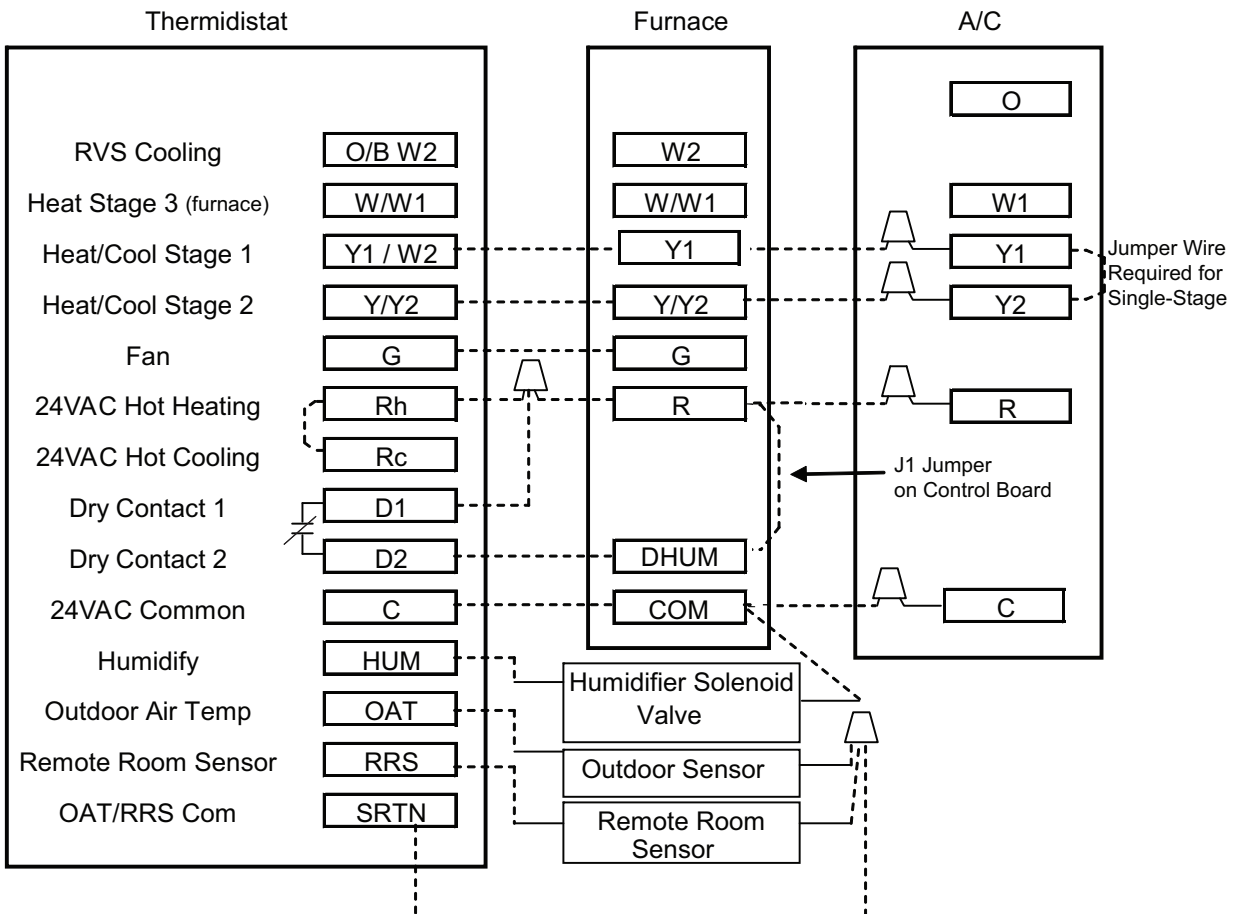 Thermidistat Furnace A/C
O
RVS Cooling O/B W2 W2
Heat Stage 3 (furnace) W/W1 W/W1 W1
Heat/Cool Stage 1 Y1 / W2 Y1 Y1
Jumper Wire
Required for
Single-Stage
Heat/Cool Stage 2 Y/Y2 Y/Y2 Y2
Fan G G
24VAC Hot Heating Rh R R
24VAC Hot Cooling Rc
J1 Jumper
on Control Board
Dry Contact 1 D1
Dry Contact 2 D2 DHUM
24VAC Common C COM C
Humidify HUM
Humidifier Solenoid
Valve
Outdoor Air Temp OAT
Outdoor Sensor
Remote Room Sensor RRS
OAT/RRS Com SRTN
Remote Room
Sensor